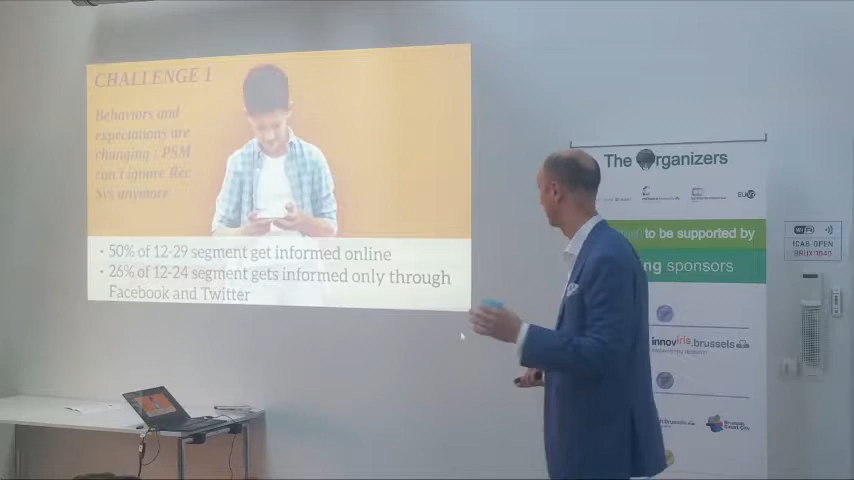 CHALLENGE 1
Behaviors and
expectations are
changing : PSM
can't ignore Rec
Sys anymore
• 50% of 12-29 segment get informed online
• 26% of 12-24 segment gets informed only through
Facebook and Twitter
The Organizers
to be supported by
sponsors
innoviris.brussels
WiFi
ICAB-OPEN